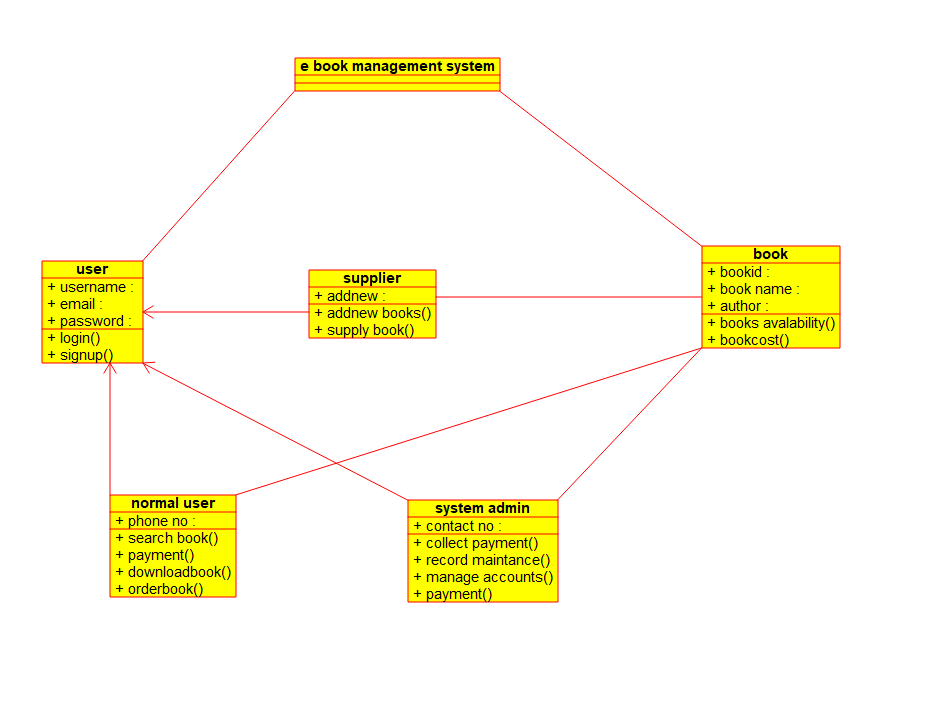 e book management system
user
+ username :
+ email :
+ password :
+ login()
+ signup()
supplier
+ addnew :
+ addnew books()
+ supply book()
book
+ bookid :
+ book name :
+ author :
+ books avalability()
+ bookcost()
normal user
+ phone no :
+ search book()
+ payment()
+ downloadbook()
+ orderbook()
system admin
+ contact no :
+ collect payment()
+ record maintance()
+ manage accounts()
+ payment()